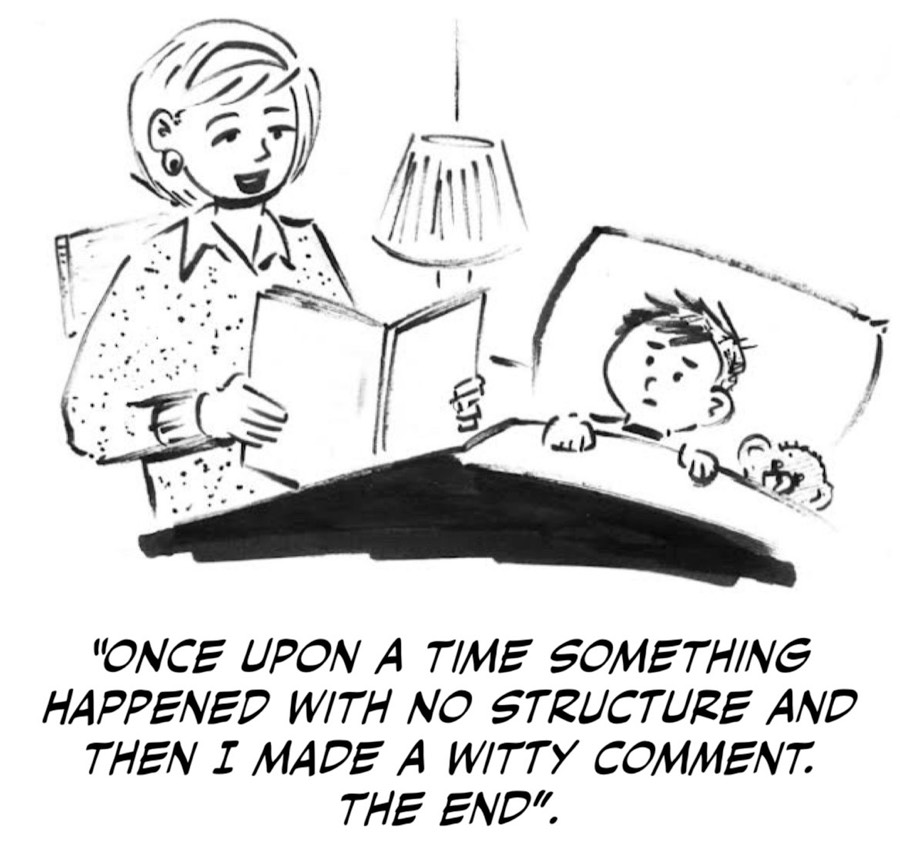 "ONCE UPON A TIME SOMETHING
HAPPENED WITH NO STRUCTURE AND
THEN I MADE A WITTY COMMENT.
THE END".